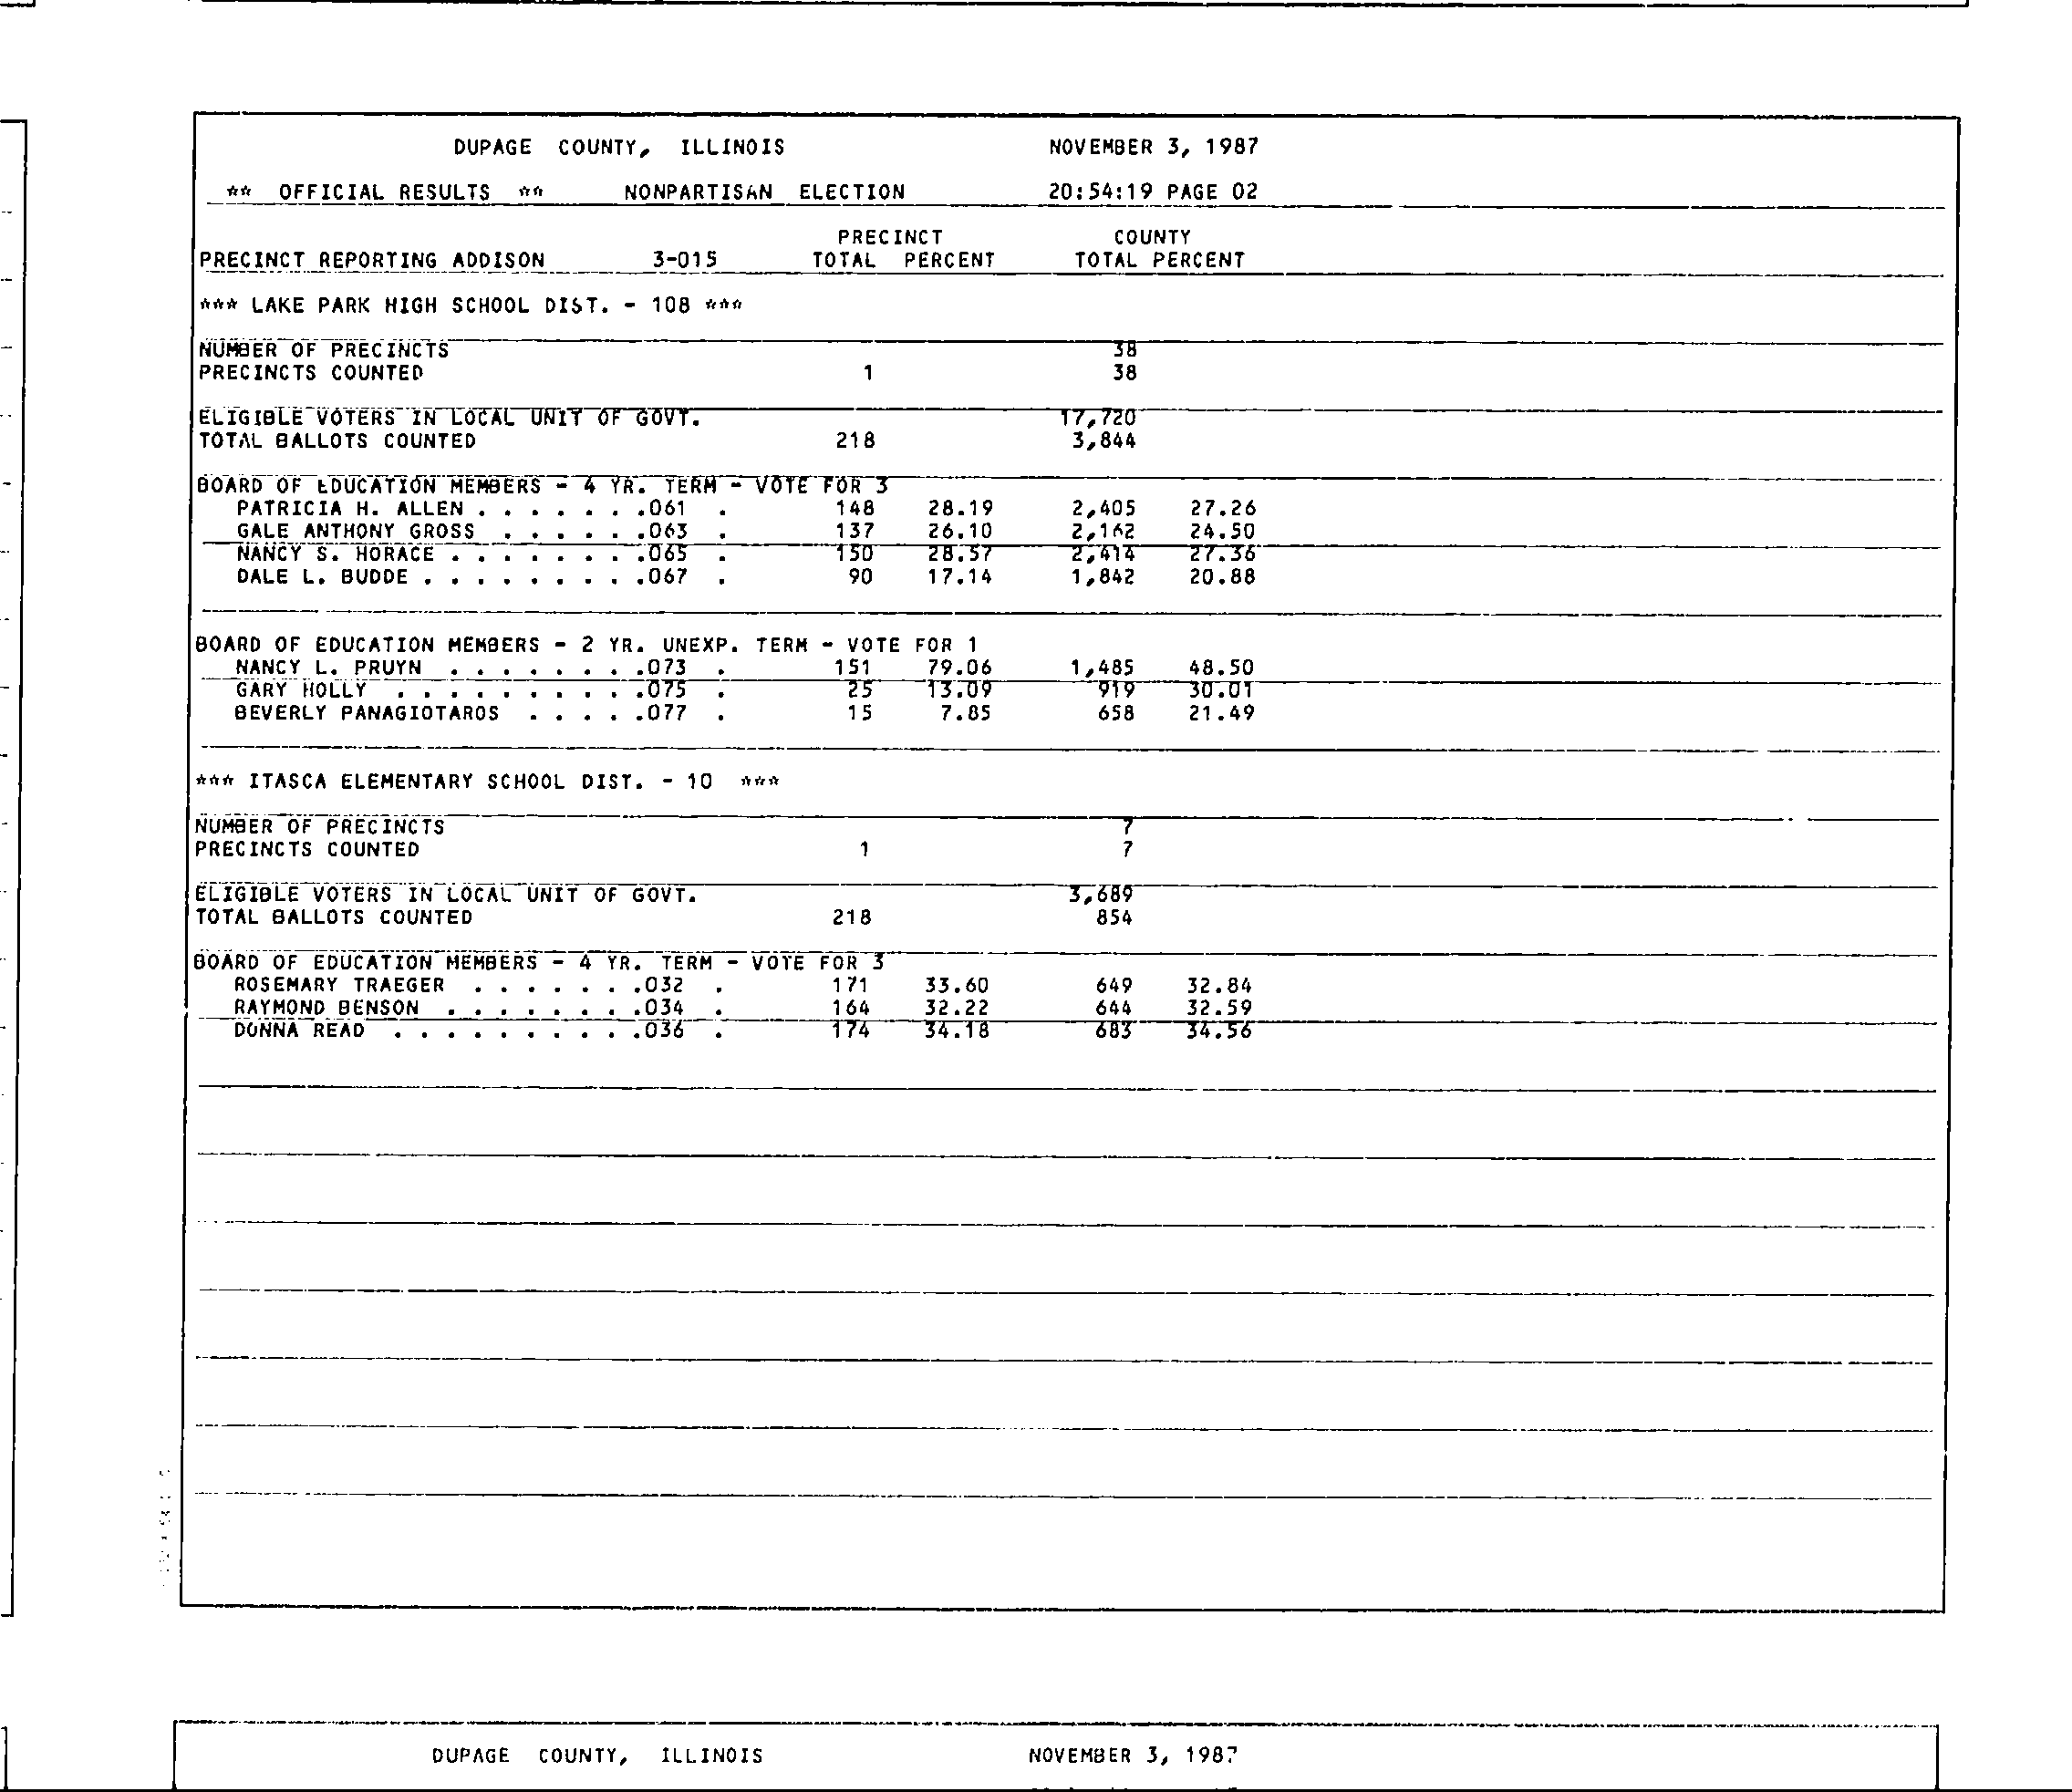 DUPAGE COUNTY, ILLINOIS NOVEMBER 3, 1987
** OFFICIAL RESULTS ** NONPARTISAN ELECTION 20:54:19 PAGE 02
PRECINCT COUNTY
PRECINCT REPORTING ADDISON 3-015 TOTAL PERCENT TOTAL PERCENT
*** LAKE PARK HIGH SCHOOL DIST. - 108 ***
NUMBER OF PRECINCTS 38
PRECINCTS COUNTED 1 38
ELIGIBLE VOTERS IN LOCAL UNIT OF GOVT. 17,720
TOTAL BALLOTS COUNTED 218 3,844
BOARD OF EDUCATION MEMBERS - 4 YR. TERM - VOTE FOR 3
PATRICIA H. ALLEN . . . . . . .061 . 148 28.19 2,405 27.26
GALE ANTHONY GROSS . . . . . .063 . 137 26.10 2,162 24.50
NANCY S. HORACE . . . . . . . .065 . 150 28.57 2,414 27.36
DALE L. BUDDE . . . . . . . . .067 . 90 17.14 1,842 20.88
BOARD OF EDUCATION MEMBERS - 2 YR. UNEXP. TERM - VOTE FOR 1
NANCY L. PRUYN . . . . . . . .073 . 151 79.06 1,485 48.50
GARY HOLLY . . . . . . . . . .075 . 25 13.09 919 30.01
BEVERLY PANAGIOTAROS . . . . .077 . 15 7.85 658 21.49
*** ITASCA ELEMENTARY SCHOOL DIST. - 10 ***
NUMBER OF PRECINCTS 7
PRECINCTS COUNTED 1 7
ELIGIBLE VOTERS IN LOCAL UNIT OF GOVT. 3,689
TOTAL BALLOTS COUNTED 218 854
BOARD OF EDUCATION MEMBERS - 4 YR. TERM - VOTE FOR 3
ROSEMARY TRAEGER . . . . . . .032 . 171 33.60 649 32.84
RAYMOND BENSON . . . . . . . .034 . 164 32.22 644 32.59
DONNA READ . . . . . . . . . .036 . 174 34.18 683 34.56
DUPAGE COUNTY, ILLINOIS NOVEMBER 3, 1987